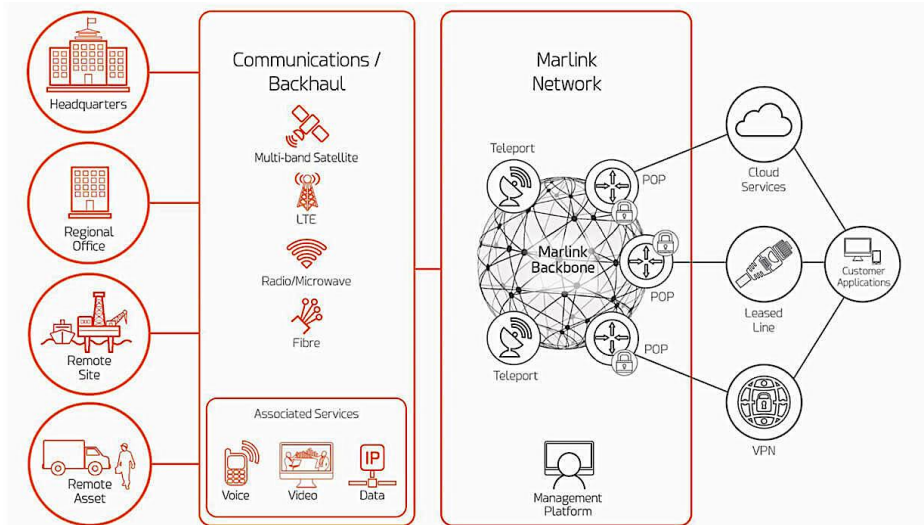 Headquarters
Regional
Office
Remote
Site
Remote
Asset
Communications /
Backhaul
Multi-band Satellite
LTE
Radio/Microwave
Fibre
Associated Services
Voice
Video
IP
Data
Marlink
Network
Teleport
POP
Marlink
Backbone
POP
POP
Teleport
Management
Platform
Cloud
Services
Leased
Line
VPN
Customer
Applications